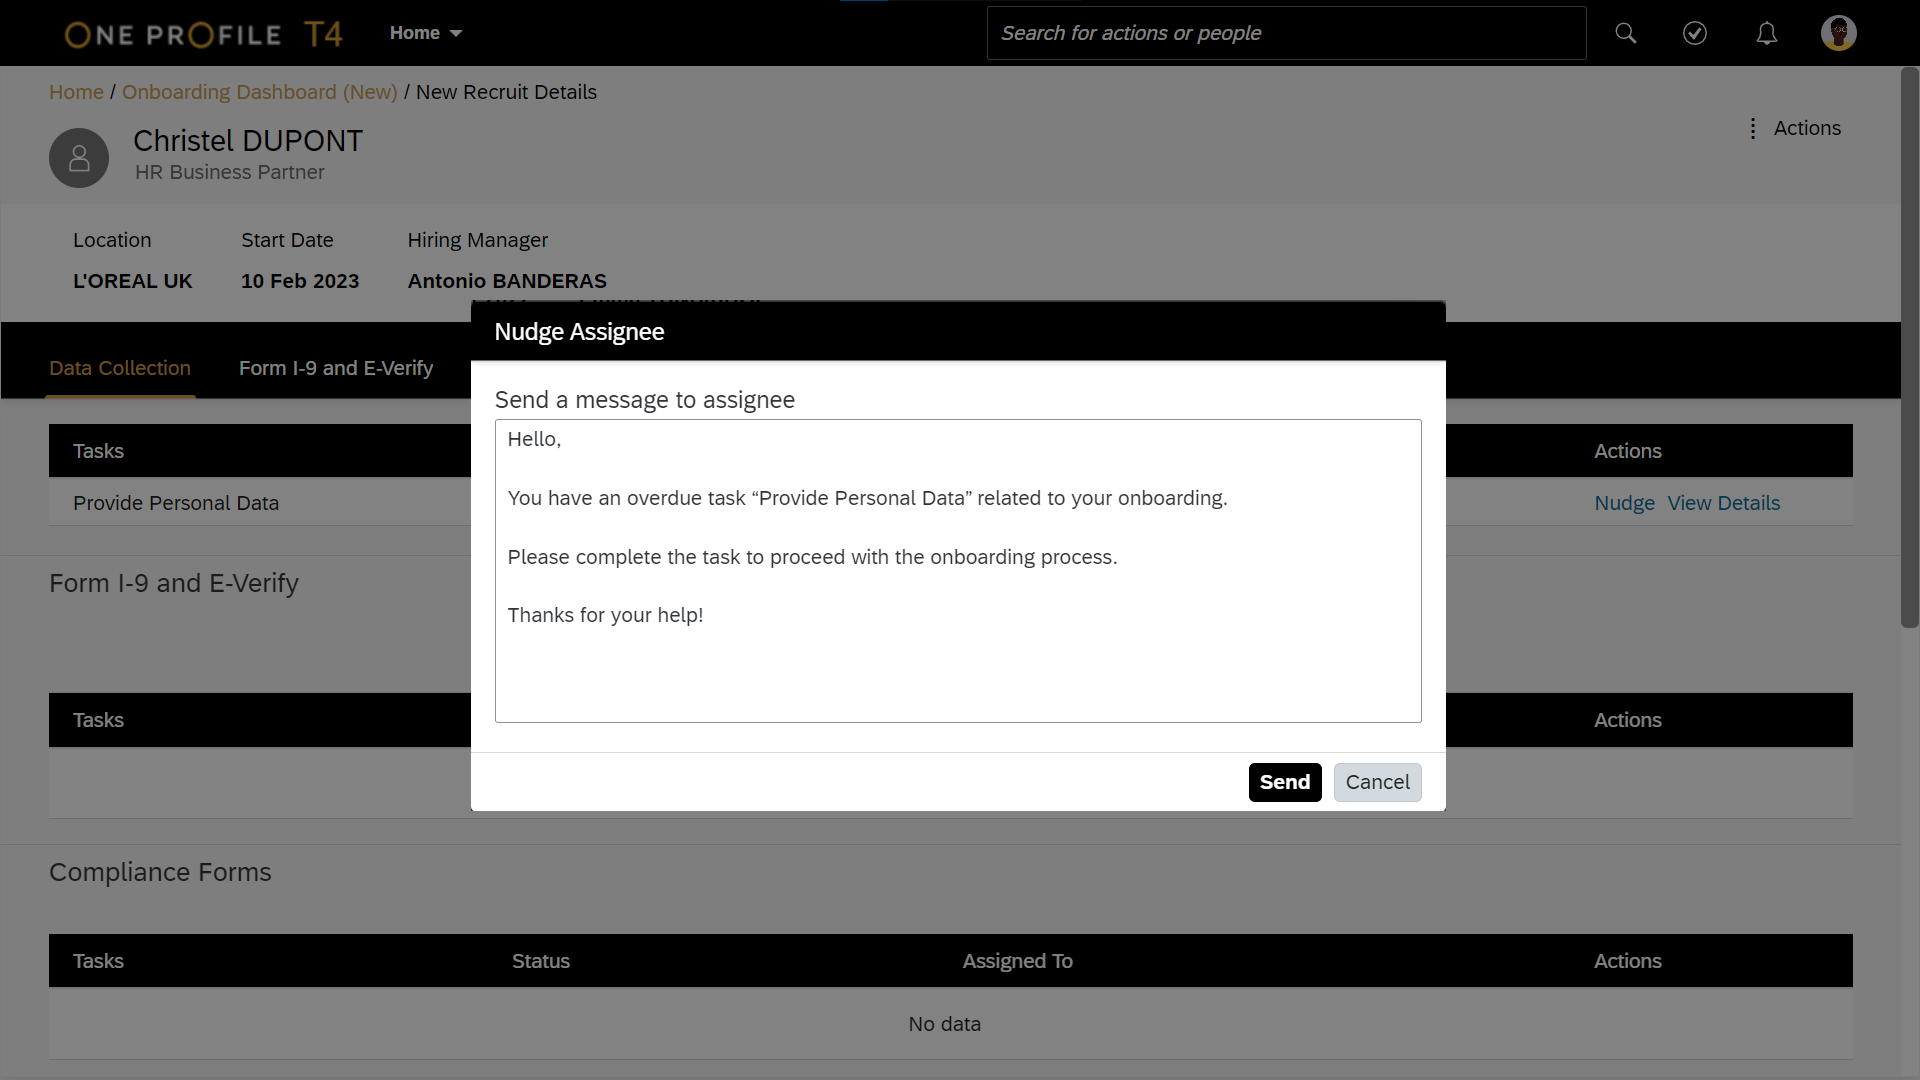 ONE PROFILE T4
Home
Search for actions or people
Home / Onboarding Dashboard (New) / New Recruit Details
Christel DUPONT
HR Business Partner
Actions
Location
Start Date
Hiring Manager
L'OREAL UK
10 Feb 2023
Antonio BANDERAS
Nudge Assignee
Data Collection
Form I-9 and E-Verify
Send a message to assignee
Hello,
You have an overdue task “Provide Personal Data” related to your onboarding.
Please complete the task to proceed with the onboarding process.
Thanks for your help!
Send
Cancel
Tasks
Actions
Provide Personal Data
Nudge View Details
Form I-9 and E-Verify
Tasks
Actions
Compliance Forms
Tasks
Status
Assigned To
Actions
No data